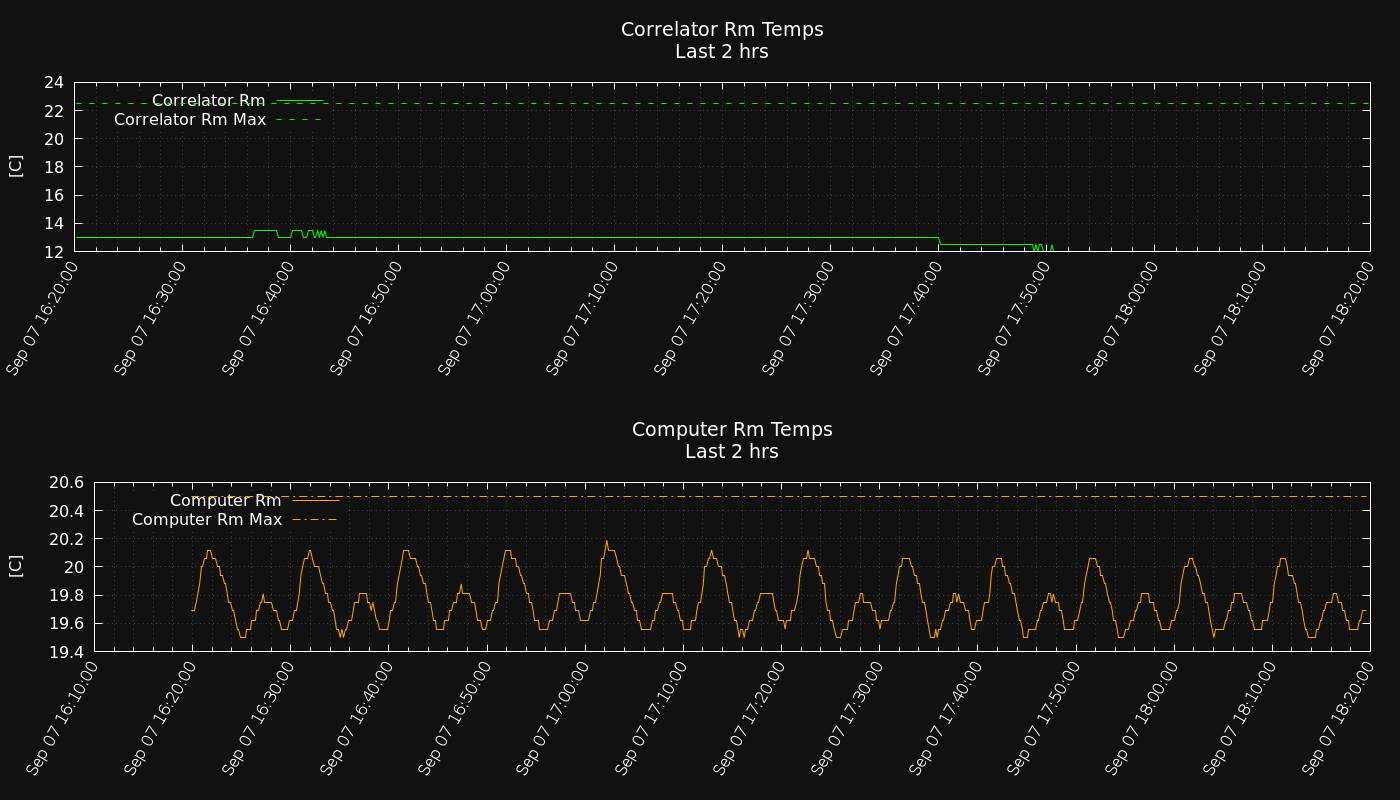 Correlator Rm Temps
Last 2 hrs
24
22
20
18
16
14
12
[C]
Correlator Rm
Correlator Rm Max
Sep 07 16:20:00
Sep 07 16:30:00
Sep 07 16:40:00
Sep 07 16:50:00
Sep 07 17:00:00
Sep 07 17:10:00
Sep 07 17:20:00
Sep 07 17:30:00
Sep 07 17:40:00
Sep 07 17:50:00
Sep 07 18:00:00
Sep 07 18:10:00
Sep 07 18:20:00
Computer Rm Temps
Last 2 hrs
20.6
20.4
20.2
20
19.8
19.6
19.4
[C]
Computer Rm
Computer Rm Max
Sep 07 16:10:00
Sep 07 16:20:00
Sep 07 16:30:00
Sep 07 16:40:00
Sep 07 16:50:00
Sep 07 17:00:00
Sep 07 17:10:00
Sep 07 17:20:00
Sep 07 17:30:00
Sep 07 17:40:00
Sep 07 17:50:00
Sep 07 18:00:00
Sep 07 18:10:00
Sep 07 18:20:00